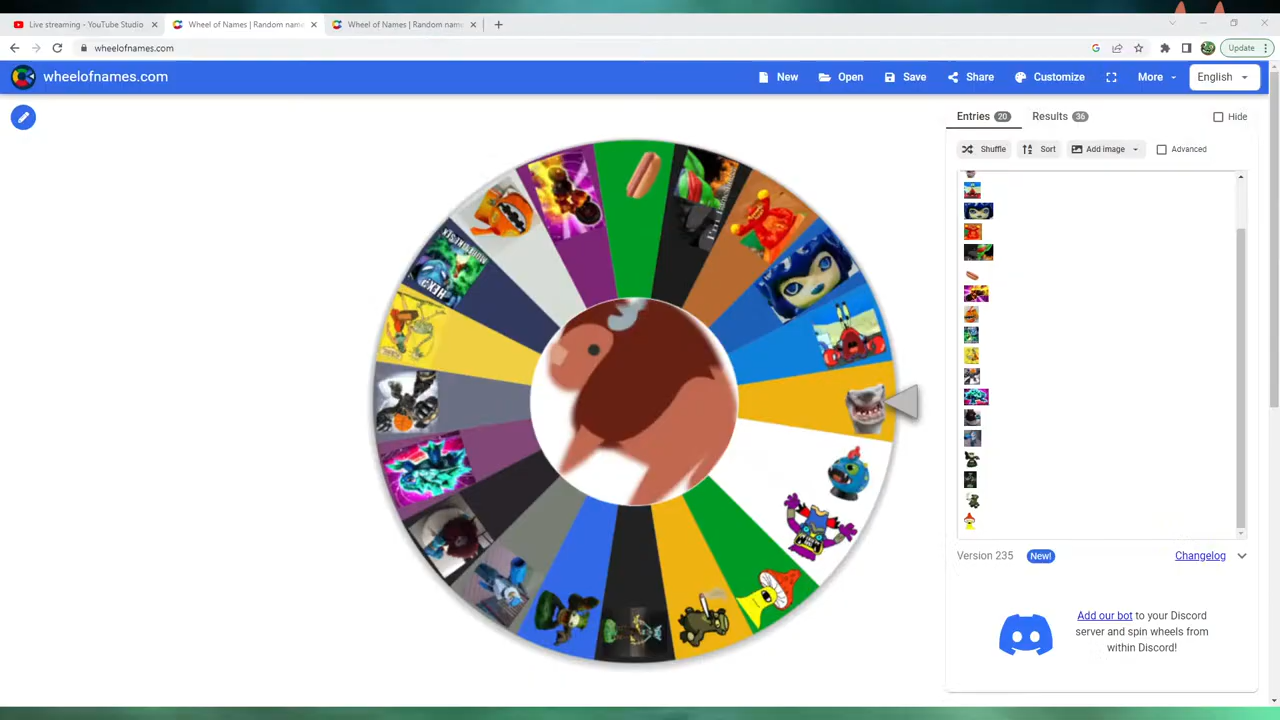 Live streaming - YouTube Studio
Wheel of Names | Random name
Wheel of Names | Random name
wheelofnames.com
Update
wheelofnames.com
New
Open
Save
Share
Customize
More
English
Entries 20
Results 36
Hide
Shuffle
Sort
Add image
Advanced
HEX?
Version 235
New!
Changelog
Add our bot to your Discord
server and spin wheels from
within Discord!